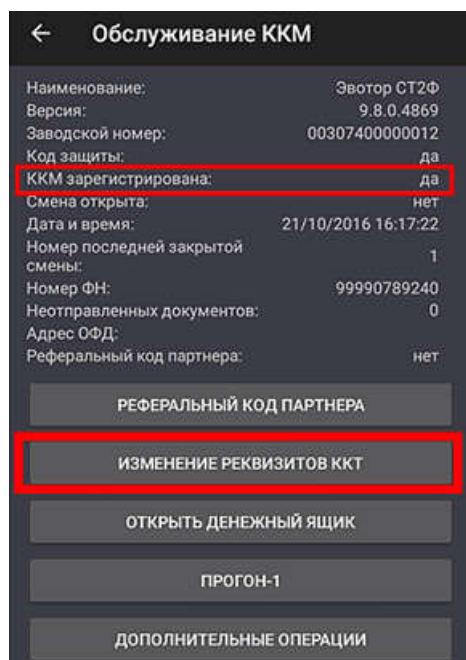 ← Обслуживание ККМ
Наименование: Эвотор СТ2Ф
Версия: 9.8.0.4869
Заводской номер: 00307400000012
Код защиты: да
ККМ зарегистрирована: да
Смена открыта: нет
Дата и время: 21/10/2016 16:17:22
Номер последней закрытой
смены: 1
Номер ФН: 99990789240
Неотправленных документов: 0
Адрес ОФД:
Реферальный код партнера: нет
РЕФЕРАЛЬНЫЙ КОД ПАРТНЕРА
ИЗМЕНЕНИЕ РЕКВИЗИТОВ ККТ
ОТКРЫТЬ ДЕНЕЖНЫЙ ЯЩИК
ПРОГОН-1
ДОПОЛНИТЕЛЬНЫЕ ОПЕРАЦИИ